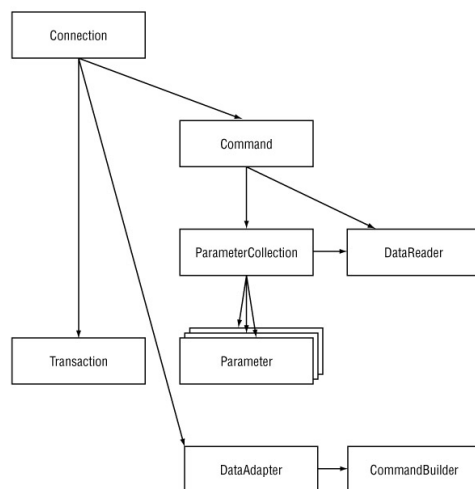 Connection
Command
ParameterCollection
DataReader
Transaction
Parameter
DataAdapter
CommandBuilder